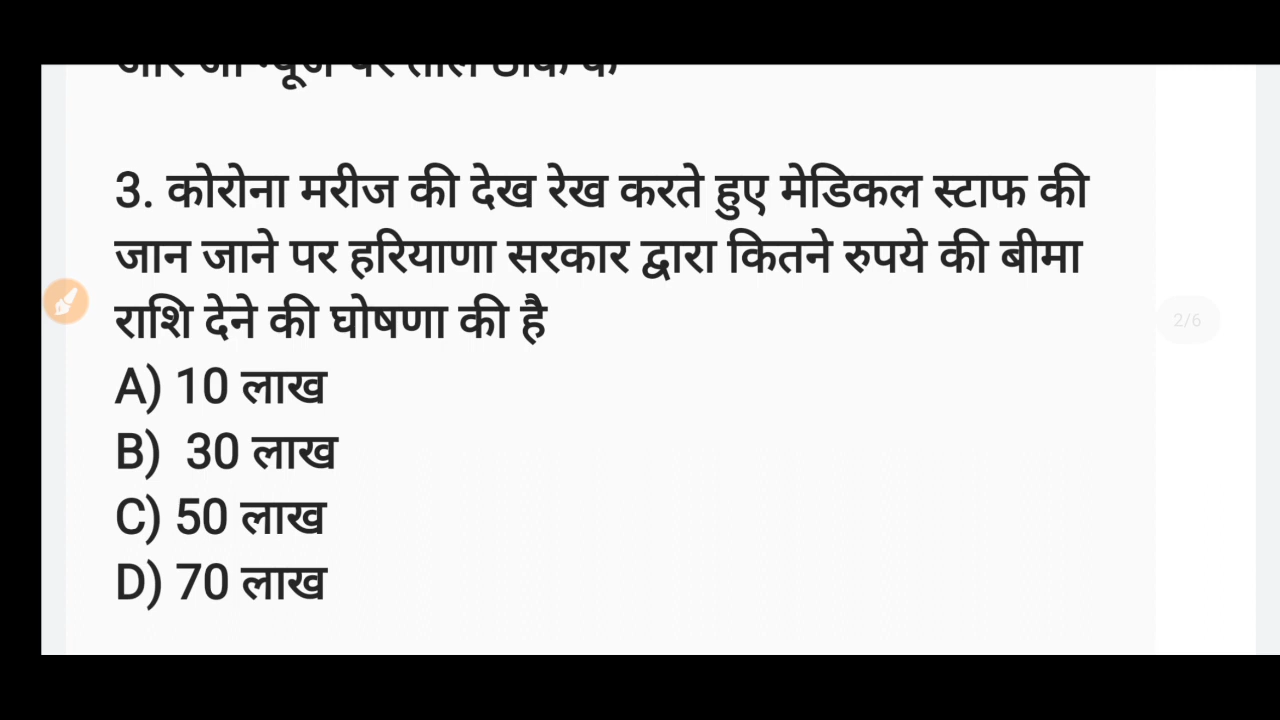 3. कोरोना मरीज की देख रेख करते हुए मेडिकल स्टाफ की
जान जाने पर हरियाणा सरकार द्वारा कितने रुपये की बीमा
राशि देने की घोषणा की है
2/6
A) 10 लाख
B) 30 लाख
C) 50 लाख
D) 70 लाख